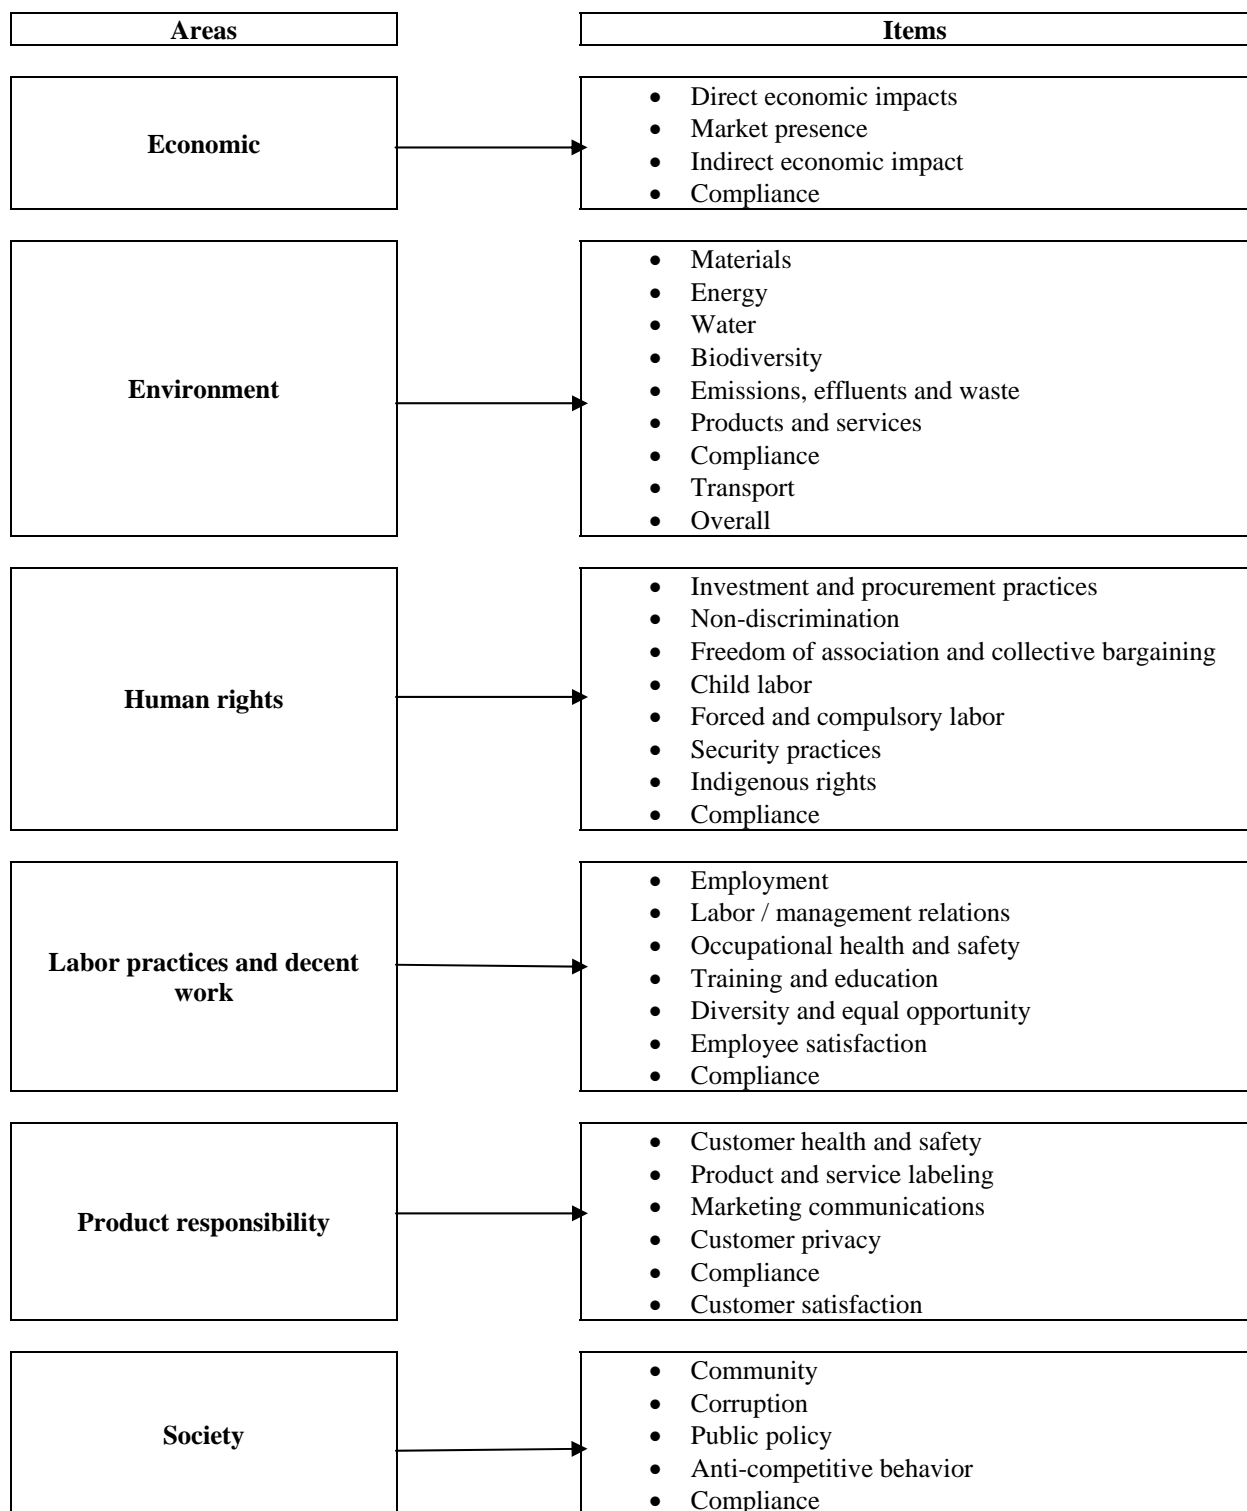 Areas
Items
Economic
• Direct economic impacts
• Market presence
• Indirect economic impact
• Compliance
Environment
• Materials
• Energy
• Water
• Biodiversity
• Emissions, effluents and waste
• Products and services
• Compliance
• Transport
• Overall
Human rights
• Investment and procurement practices
• Non-discrimination
• Freedom of association and collective bargaining
• Child labor
• Forced and compulsory labor
• Security practices
• Indigenous rights
• Compliance
Labor practices and decent
work
• Employment
• Labor / management relations
• Occupational health and safety
• Training and education
• Diversity and equal opportunity
• Employee satisfaction
• Compliance
Product responsibility
• Customer health and safety
• Product and service labeling
• Marketing communications
• Customer privacy
• Compliance
• Customer satisfaction
Society
• Community
• Corruption
• Public policy
• Anti-competitive behavior
• Compliance